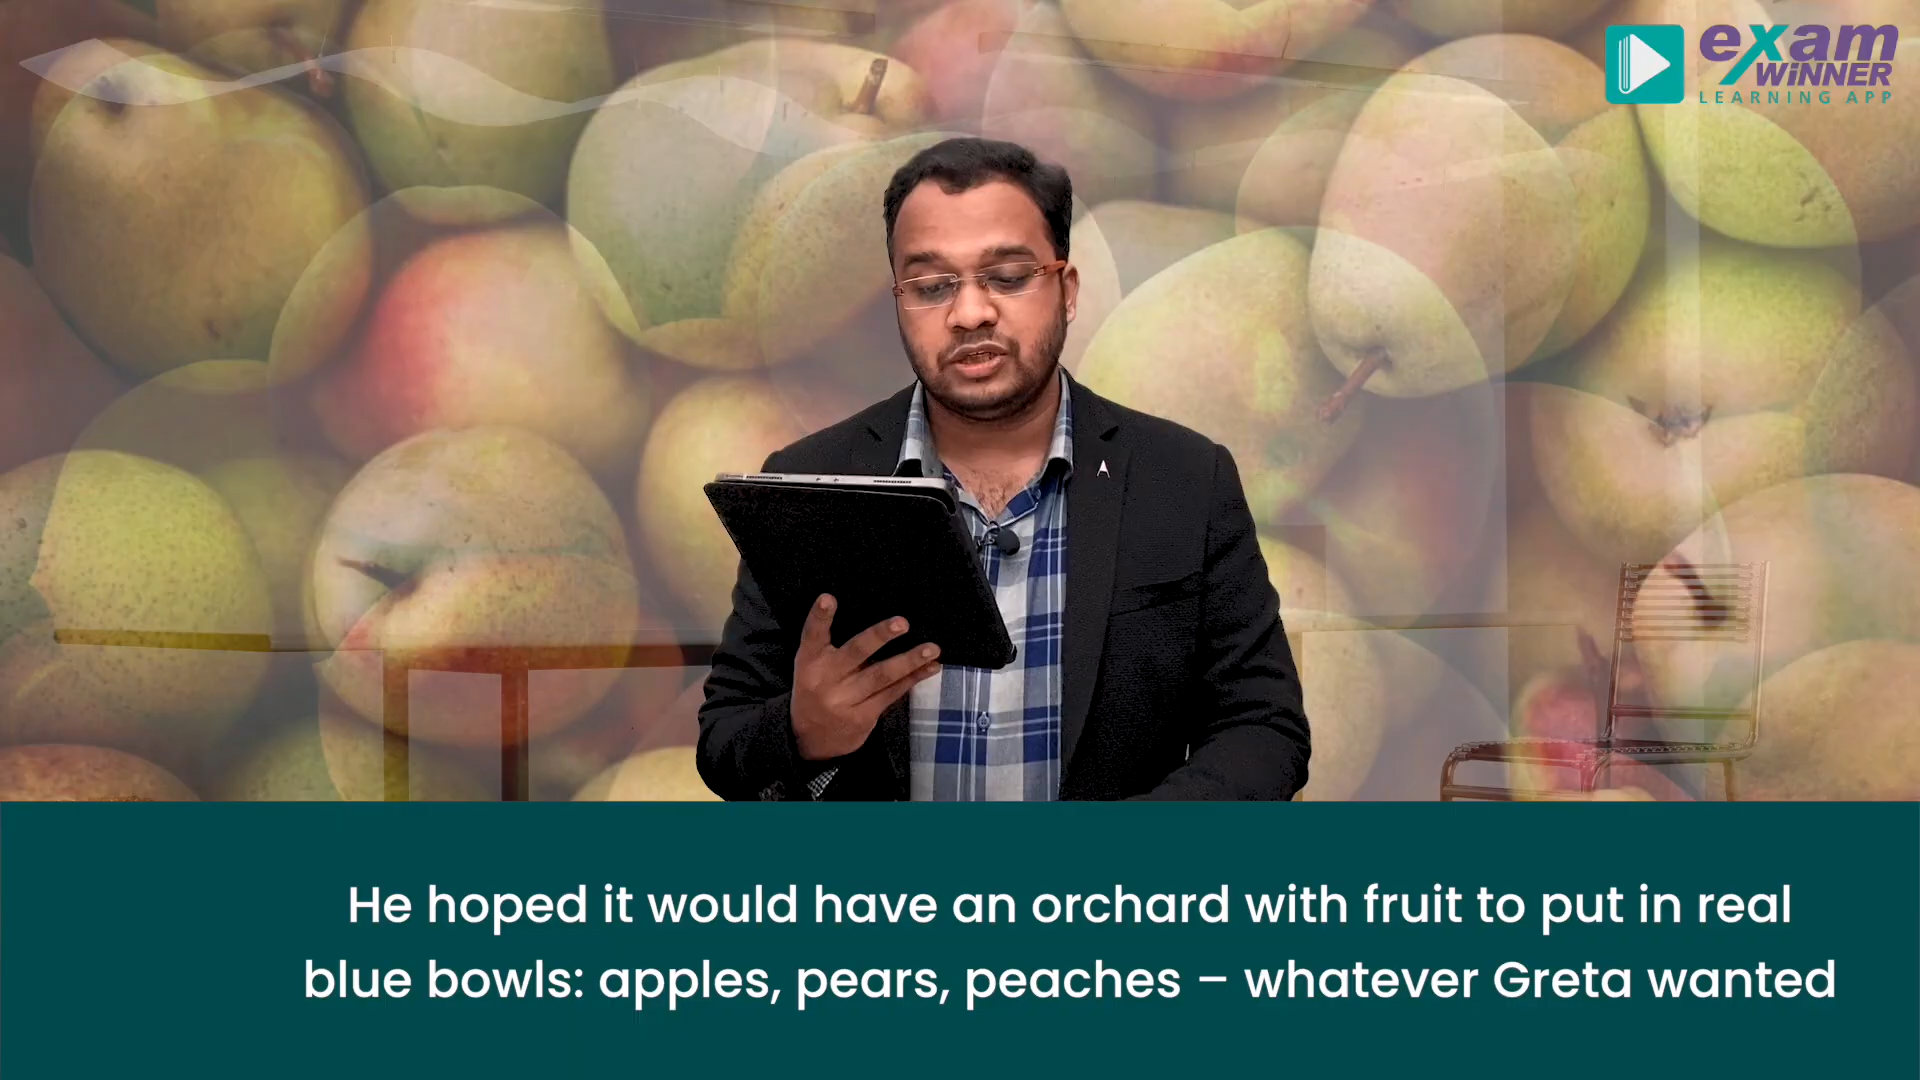 exam
WiNNER
LEARNING APP
He hoped it would have an orchard with fruit to put in real
blue bowls: apples, pears, peaches – whatever Greta wanted